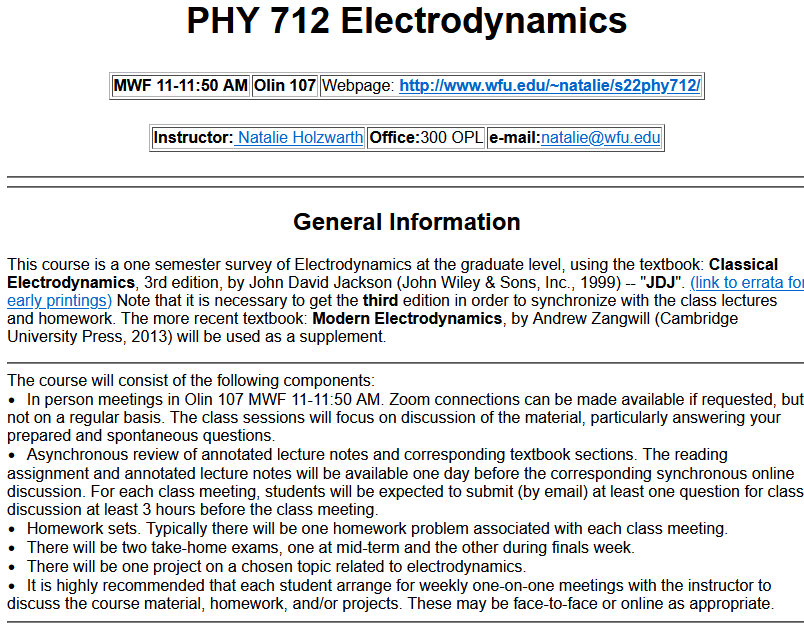 PHY 712 Electrodynamics
MWF 11-11:50 AM Olin 107 Webpage: http://www.wfu.edu/~natalie/s22phy712/
Instructor: Natalie Holzwarth Office:300 OPL e-mail:natalie@wfu.edu
General Information
This course is a one semester survey of Electrodynamics at the graduate level, using the textbook: Classical
Electrodynamics, 3rd edition, by John David Jackson (John Wiley & Sons, Inc., 1999) -- "JDJ". (link to errata for
early printings) Note that it is necessary to get the third edition in order to synchronize with the class lectures
and homework. The more recent textbook: Modern Electrodynamics, by Andrew Zangwill (Cambridge
University Press, 2013) will be used as a supplement.
The course will consist of the following components:
• In person meetings in Olin 107 MWF 11-11:50 AM. Zoom connections can be made available if requested, but
not on a regular basis. The class sessions will focus on discussion of the material, particularly answering your
prepared and spontaneous questions.
• Asynchronous review of annotated lecture notes and corresponding textbook sections. The reading
assignment and annotated lecture notes will be available one day before the corresponding synchronous online
discussion. For each class meeting, students will be expected to submit (by email) at least one question for class
discussion at least 3 hours before the class meeting.
• Homework sets. Typically there will be one homework problem associated with each class meeting.
• There will be two take-home exams, one at mid-term and the other during finals week.
• There will be one project on a chosen topic related to electrodynamics.
• It is highly recommended that each student arrange for weekly one-on-one meetings with the instructor to
discuss the course material, homework, and/or projects. These may be face-to-face or online as appropriate.